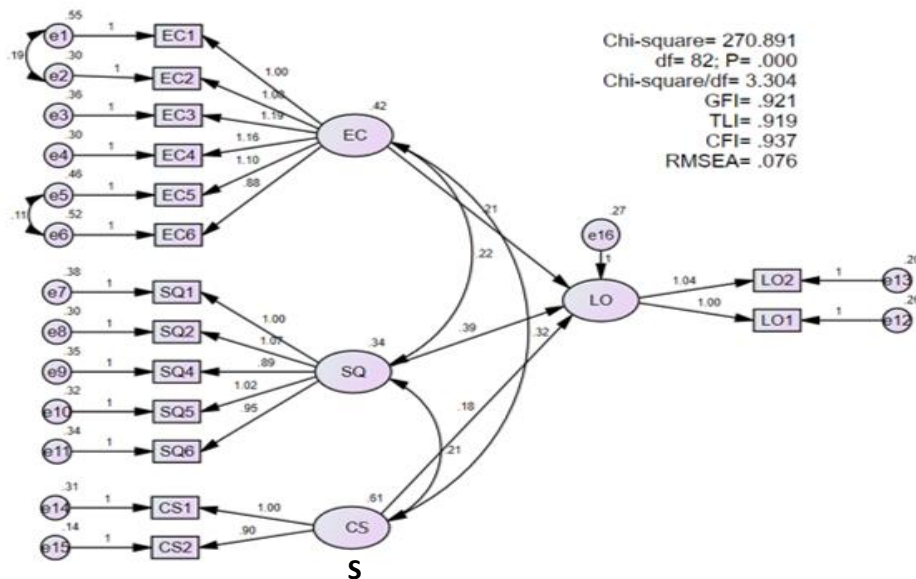 Chi-square= 270.891
df= 82; P= .000
Chi-square/df= 3.304
GFI= .921
TLI= .919
CFI= .937
RMSEA= .076
.55
e1 1 EC1
.19
.30
e2 1 EC2
.36
e3 1 EC3
.30
e4 1 EC4
.46
e5 1 EC5
.11
.52
e6 1 EC6
1.00
1.08
1.19
1.16
1.10
.88
.42
EC
.21
.22
.32
.27
e16
1
LO
1.04
LO2 1 e13
.20
1.00
LO1 1 e12
.38
e7 1 SQ1
.30
e8 1 SQ2
.35
e9 1 SQ4
.32
e10 1 SQ5
.34
e11 1 SQ6
1.00
1.07
.89
1.02
.95
.34
SQ
.39
.18
.21
.31
e14 1 CS1
.14
e15 1 CS2
1.00
.90
.61
CS
S